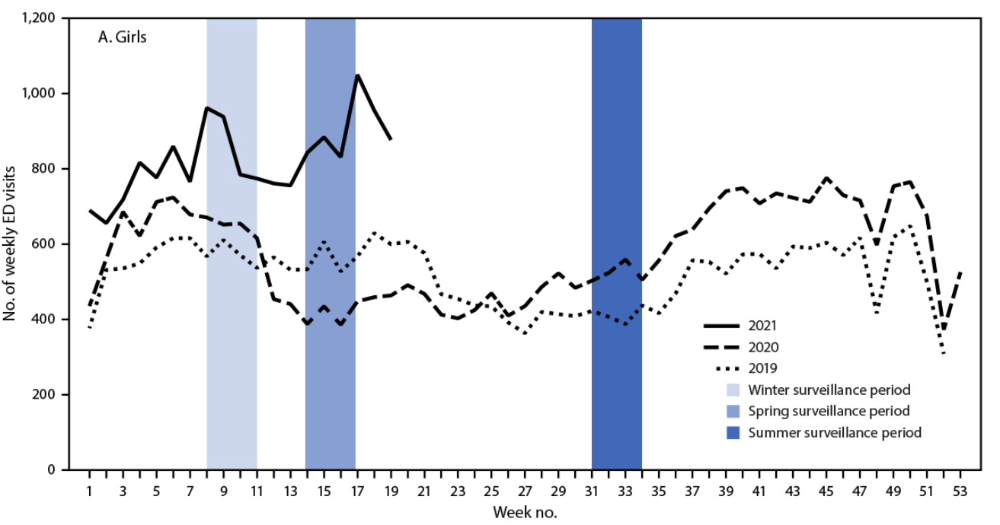 A. Girls
1,200
1,000
800
600
400
200
0
No. of weekly ED visits
2021
2020
2019
Winter surveillance period
Spring surveillance period
Summer surveillance period
1 3 5 7 9 11 13 15 17 19 21 23 25 27 29 31 33 35 37 39 41 43 45 47 49 51 53
Week no.